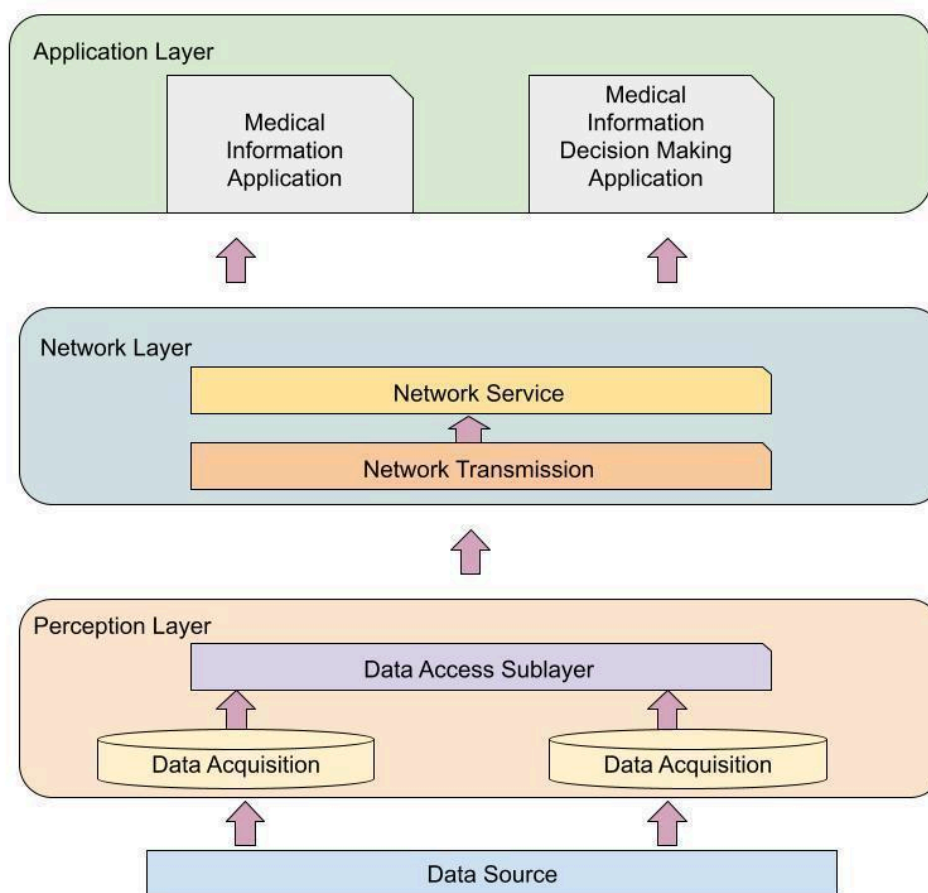 Application Layer
Medical
Information
Application
Medical
Information
Decision Making
Application
Network Layer
Network Service
Network Transmission
Perception Layer
Data Access Sublayer
Data Acquisition
Data Acquisition
Data Source